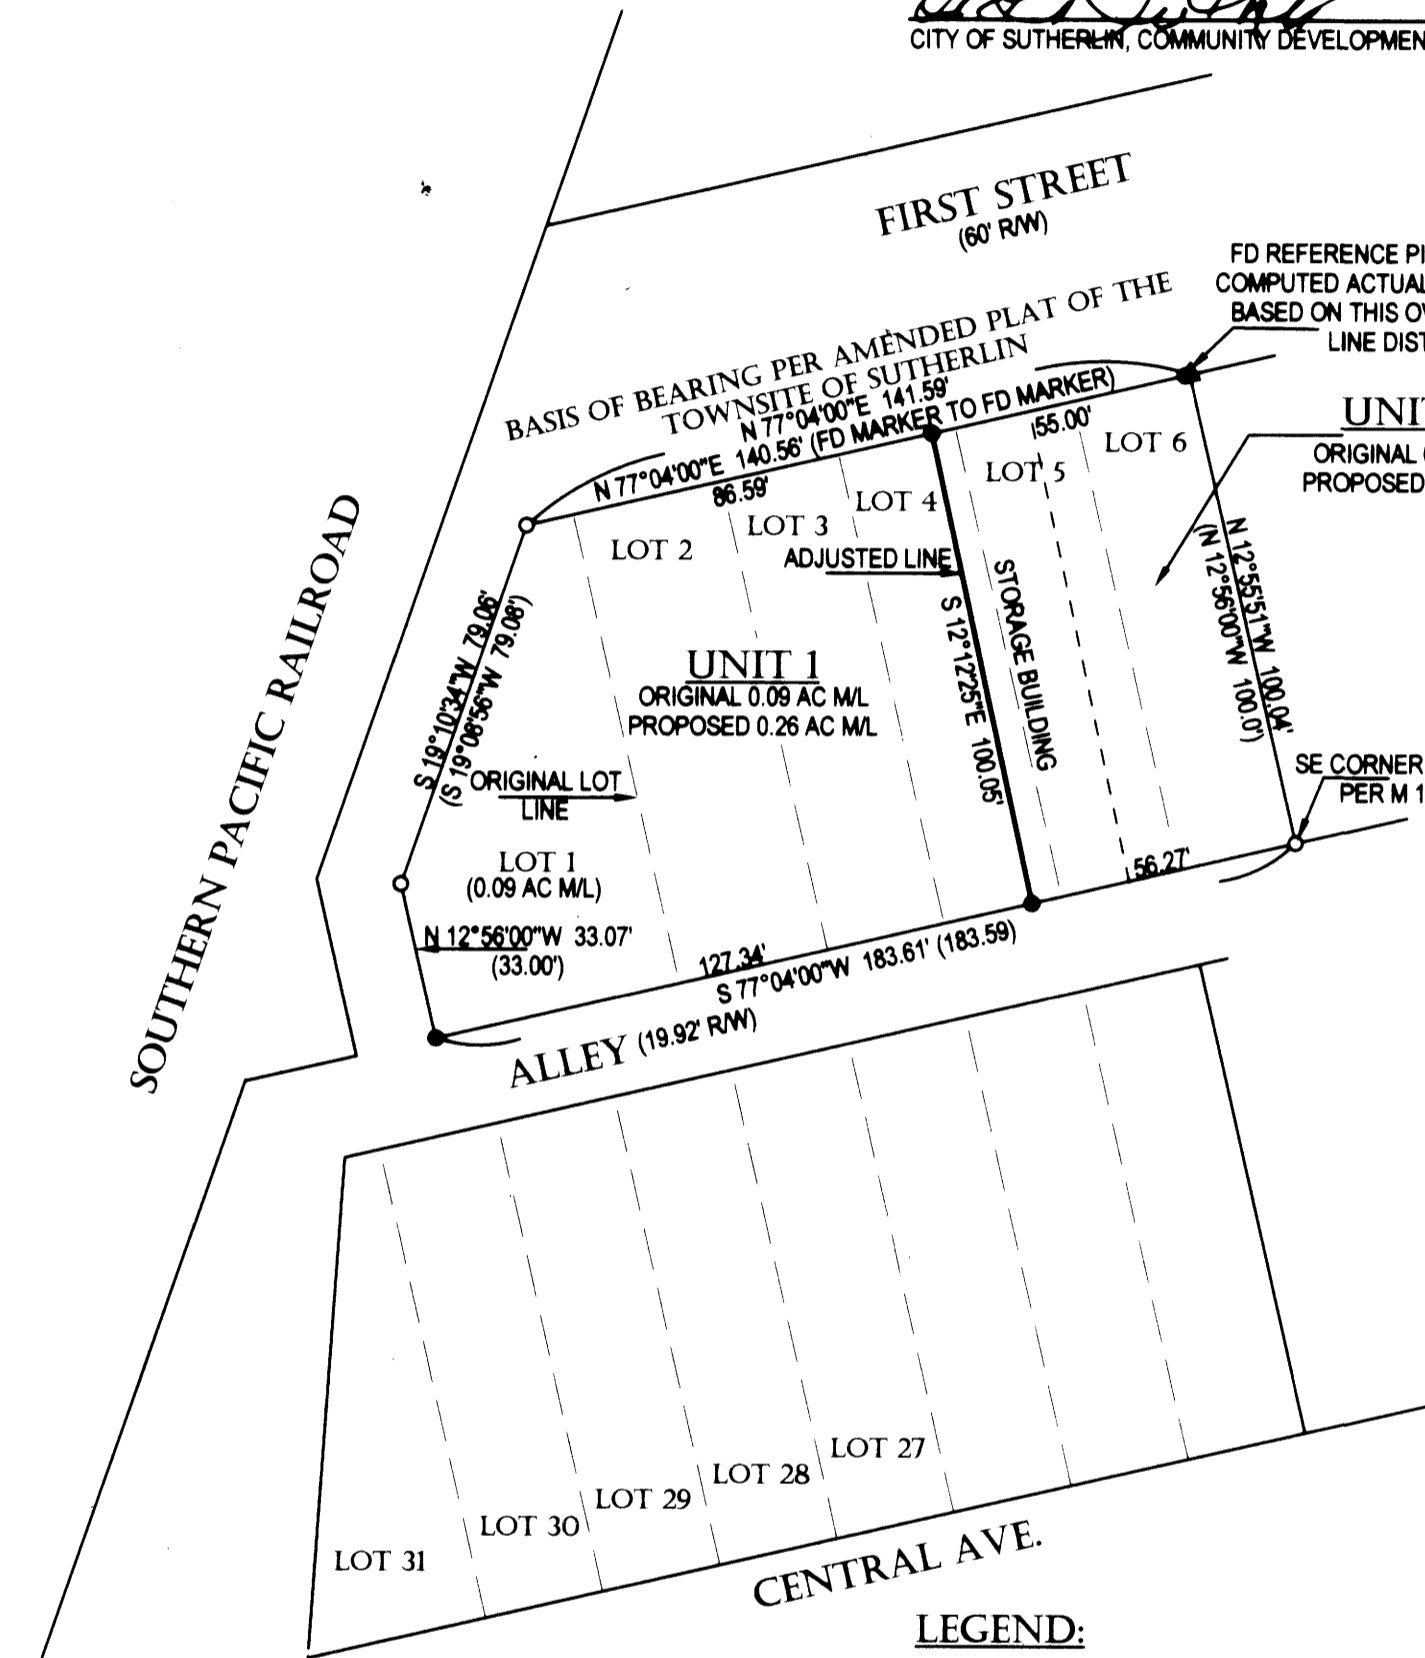 CITY OF SUTHERLIN, COMMUNITY DEVELOPMEN
FIRST STREET
(60' R/W)
FD REFERENCE PI
COMPUTED ACTUAL
BASED ON THIS OV
LINE DIST
BASIS OF BEARING PER AMENDED PLAT OF THE
TOWNSITE OF SUTHERLIN
N 77°04'00"E 141.59'
N 77°04'00"E 140.56' (FD MARKER TO FD MARKER)
86.59'
55.00'
UNI
ORIGINAL
PROPOSED
LOT 2
LOT 3
LOT 4
LOT 5
LOT 6
ADJUSTED LINE
S 12°12'25"E 100.05'
STORAGE BUILDING
N 12°55'51"W 100.04'
(N 12°56'00"W 100.0')
SOUTHERN PACIFIC RAILROAD
S 19°10'34"W 79.06'
(S 19°08'56"W 79.08')
UNIT 1
ORIGINAL 0.09 AC M/L
PROPOSED 0.26 AC M/L
ORIGINAL LOT
LINE
SE CORNER
PER M 1
LOT 1
(0.09 AC M/L)
N 12°56'00"W 33.07'
(33.00')
56.27'
127.34'
S 77°04'00"W 183.61' (183.59)
ALLEY (19.92' R/W)
LOT 27
LOT 28
LOT 29
LOT 30
LOT 31
CENTRAL AVE.
LEGEND: